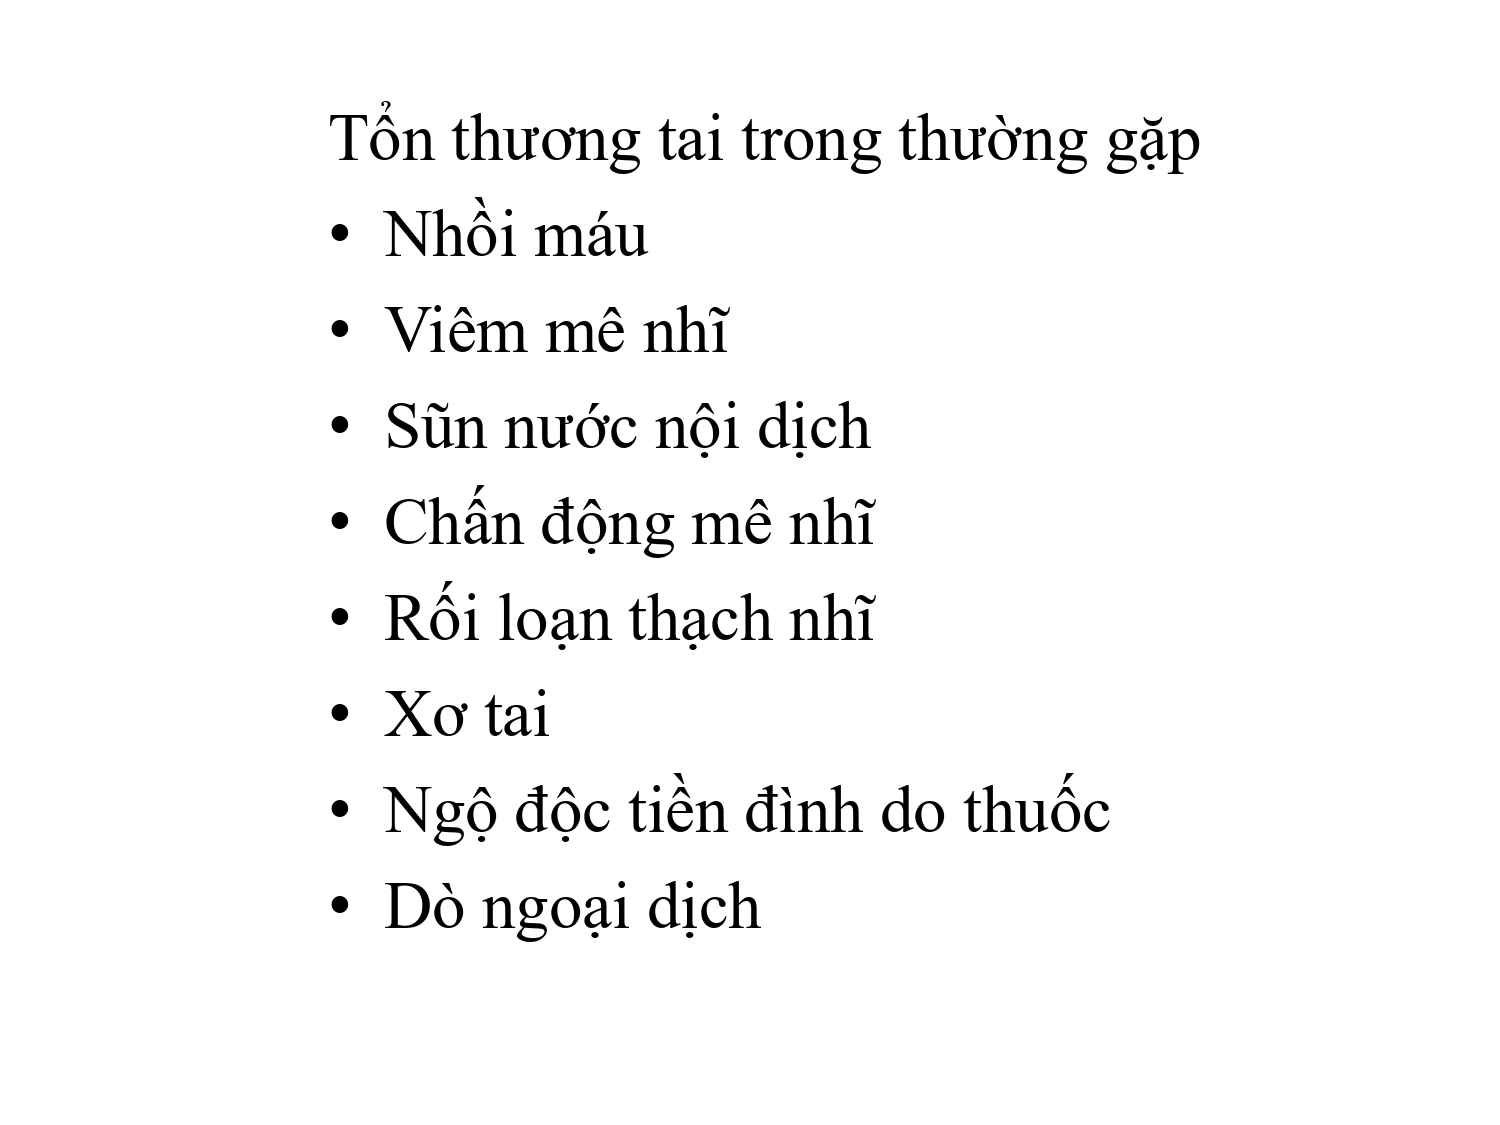 Tổn thương tai trong thường gặp
• Nhồi máu
• Viêm mê nhĩ
• Sũn nước nội dịch
• Chấn động mê nhĩ
• Rối loạn thạch nhĩ
• Xơ tai
• Ngộ độc tiền đình do thuốc
• Dò ngoại dịch